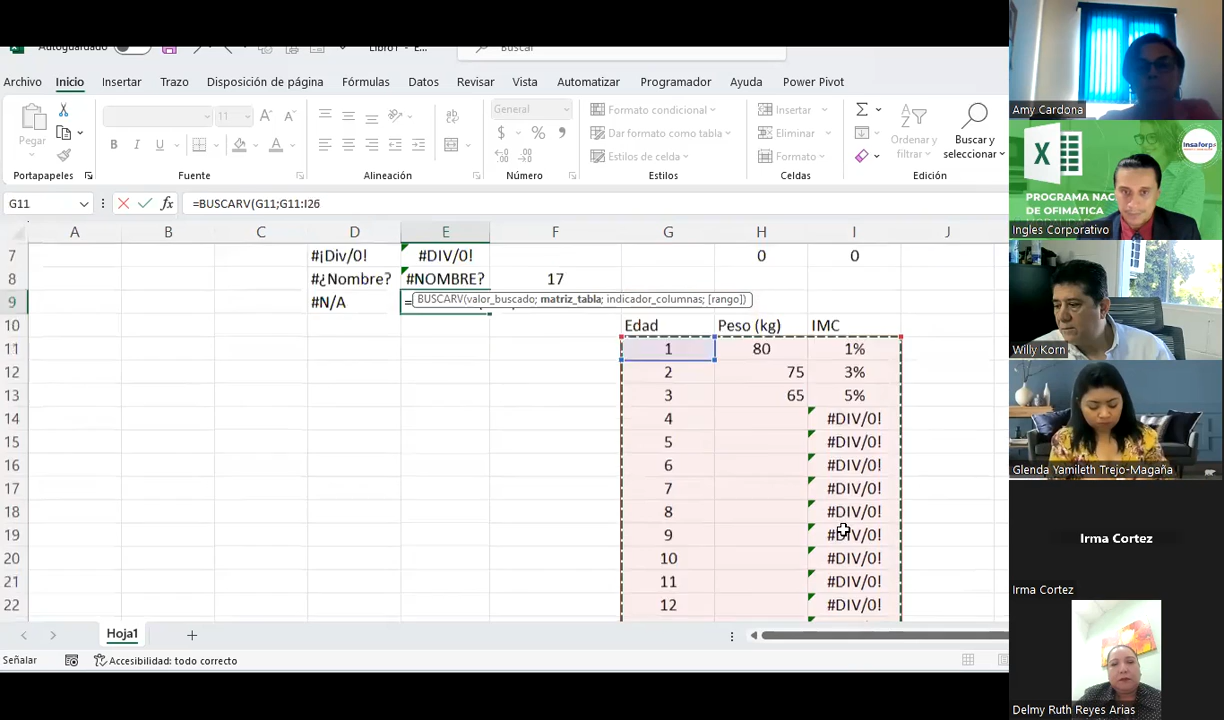 Autoguardado
Libro1 - E...
Buscar
Archivo Inicio Insertar Trazo Disposición de página Fórmulas Datos Revisar Vista Automatizar Programador Ayuda Power Pivot
Pegar
11
N
General
Formato condicional
Dar formato como tabla
Estilos de celda
Insertar
Eliminar
Formato
Ordenar y
filtrar
Buscar y
seleccionar
Portapapeles Fuente Alineación Número Estilos Celdas Edición
G11 fx =BUSCARV(G11;G11:I26
A B C D E F G H I J
7 #¡Div/0! #DIV/0! 0 0
8 #¿Nombre? #NOMBRE? 17
9 #N/A = BUSCARV(valor_buscado; matriz_tabla; indicador_columnas; [rango])
10 Edad Peso (kg) IMC
11 1 80 1%
12 2 75 3%
13 3 65 5%
14 4 #DIV/0!
15 5 #DIV/0!
16 6 #DIV/0!
17 7 #DIV/0!
18 8 #DIV/0!
19 9 #DIV/0!
20 10 #DIV/0!
21 11 #DIV/0!
22 12 #DIV/0!
Hoja1
Señalar Accesibilidad: todo correcto
Amy Cardona
insaforp
PROGRAMA NAC
DE OFIMATICA
Ingles Corporativo
Willy Korn
Glenda Yamileth Trejo-Magaña
Irma Cortez
Irma Cortez
Delmy Ruth Reyes Arias